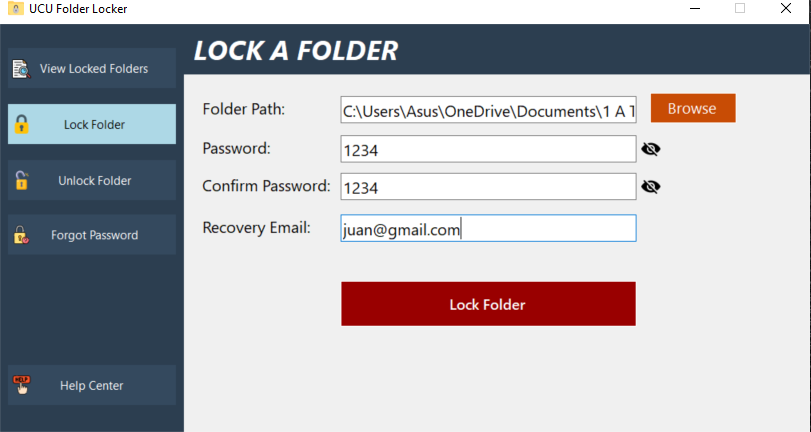 UCU Folder Locker
LOCK A FOLDER
View Locked Folders
Lock Folder
Unlock Folder
Forgot Password
HELP
Help Center
Folder Path:
C:\Users\Asus\OneDrive\Documents\1 A T
Browse
Password:
1234
Confirm Password:
1234
Recovery Email:
juan@gmail.com
Lock Folder